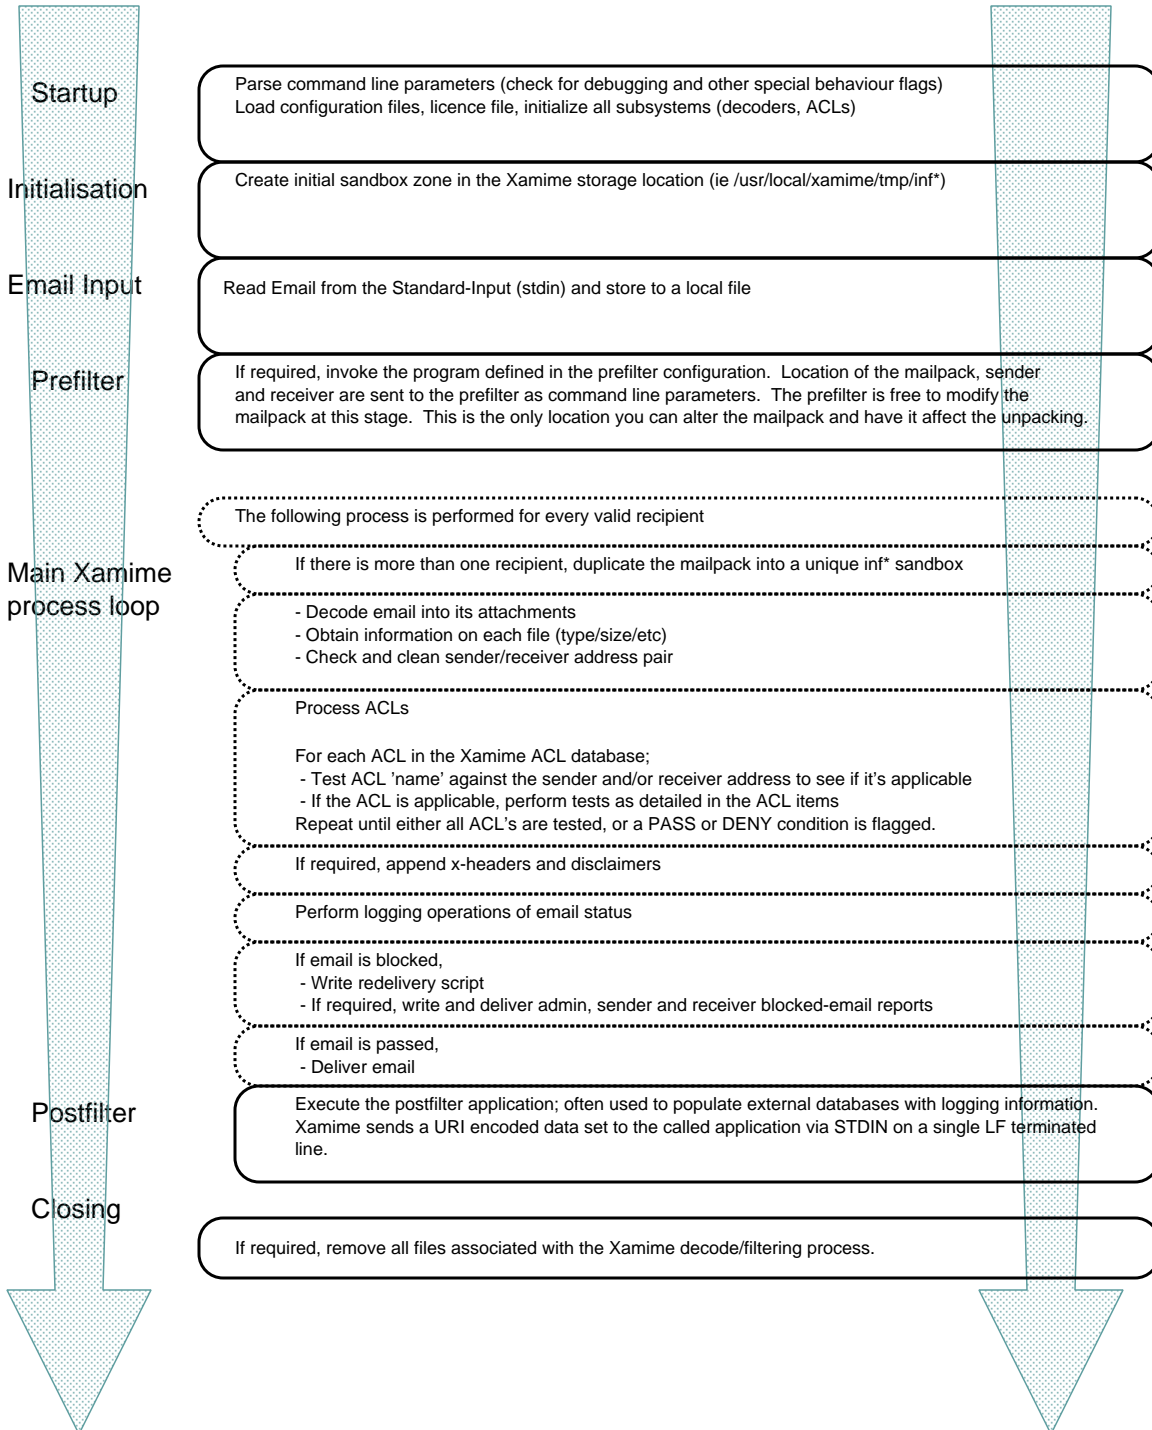 Startup
Parse command line parameters (check for debugging and other special behaviour flags)
Load configuration files, licence file, initialize all subsystems (decoders, ACLs)
Initialisation
Create initial sandbox zone in the Xamime storage location (ie /usr/local/xamime/tmp/inf*)
Email Input
Read Email from the Standard-Input (stdin) and store to a local file
Prefilter
If required, invoke the program defined in the prefilter configuration.  Location of the mailpack, sender
and receiver are sent to the prefilter as command line parameters.  The prefilter is free to modify the
mailpack at this stage.  This is the only location you can alter the mailpack and have it affect the unpacking.
The following process is performed for every valid recipient
Main Xamime
process loop
If there is more than one recipient, duplicate the mailpack into a unique inf* sandbox
- Decode email into its attachments
- Obtain information on each file (type/size/etc)
- Check and clean sender/receiver address pair
Process ACLs
For each ACL in the Xamime ACL database;
- Test ACL 'name' against the sender and/or receiver address to see if it's applicable
- If the ACL is applicable, perform tests as detailed in the ACL items
Repeat until either all ACL's are tested, or a PASS or DENY condition is flagged.
If required, append x-headers and disclaimers
Perform logging operations of email status
If email is blocked,
- Write redelivery script
- If required, write and deliver admin, sender and receiver blocked-email reports
If email is passed,
- Deliver email
Postfilter
Execute the postfilter application; often used to populate external databases with logging information.
Xamime sends a URI encoded data set to the called application via STDIN on a single LF terminated
line.
Closing
If required, remove all files associated with the Xamime decode/filtering process.